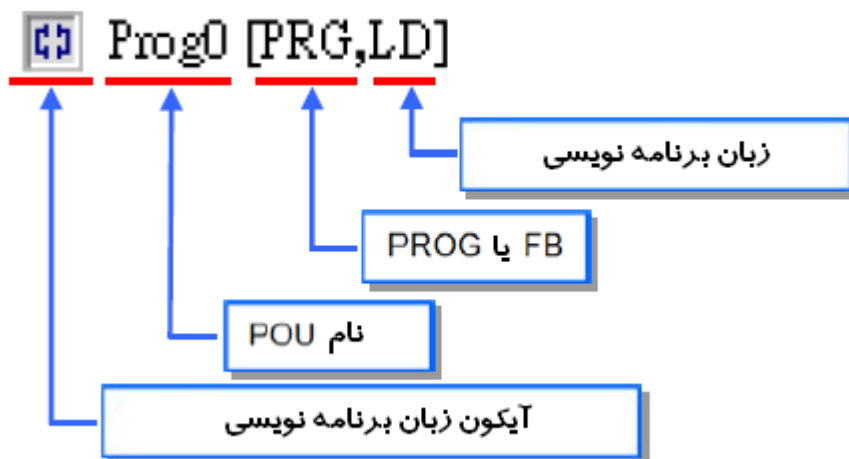 Prog0 [PRG,LD]
زبان برنامه نویسی
FB یا PROG
نام POU
آیکون زبان برنامه نویسی